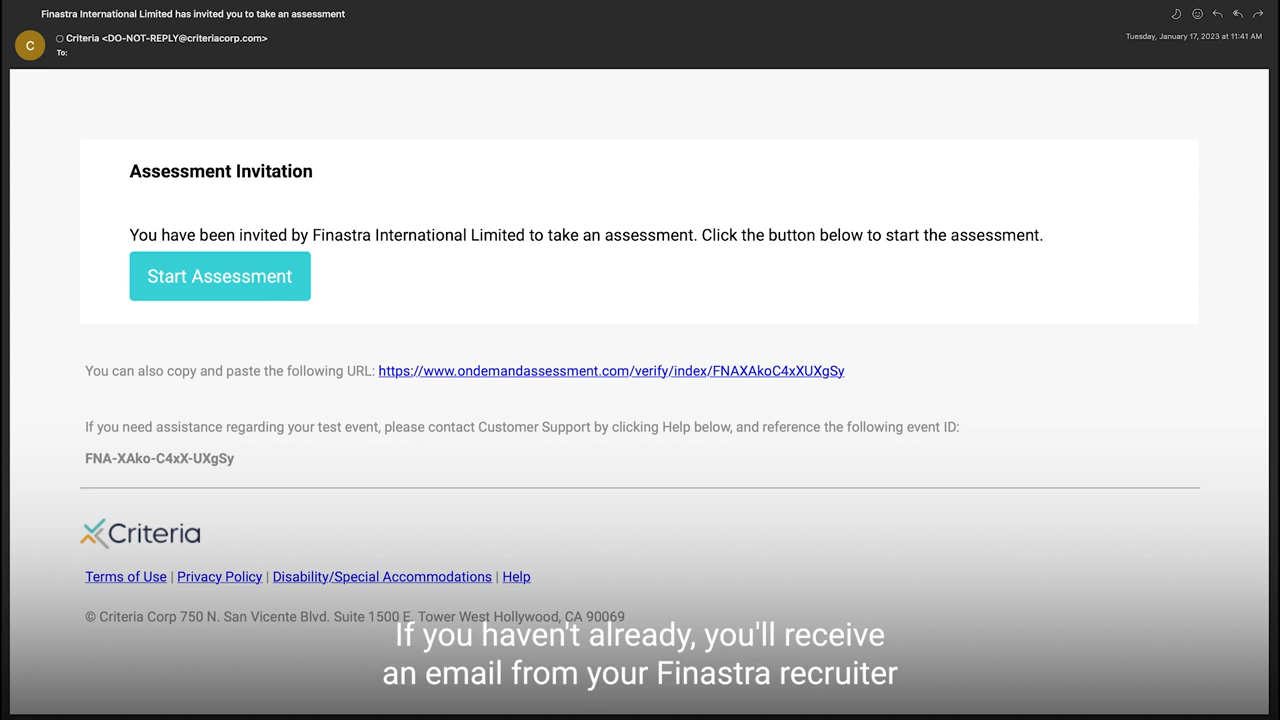 Finastra International Limited has invited you to take an assessment
C
Criteria <DO-NOT-REPLY@criteriacorp.com>
Tuesday, January 17, 2023 at 11:41 AM
To:
Assessment Invitation
You have been invited by Finastra International Limited to take an assessment. Click the button below to start the assessment.
Start Assessment
You can also copy and paste the following URL: https://www.ondemandassessment.com/verify/index/FNAXAkoC4xXUXgSy
If you need assistance regarding your test event, please contact Customer Support by clicking Help below, and reference the following event ID:
FNA-XAko-C4xX-UXgSy
Criteria
Terms of Use | Privacy Policy | Disability/Special Accommodations | Help
© Criteria Corp 750 N. San Vicente Blvd. Suite 1500 E. Tower West Hollywood, CA 90069
If you haven't already, you'll receive
an email from your Finastra recruiter